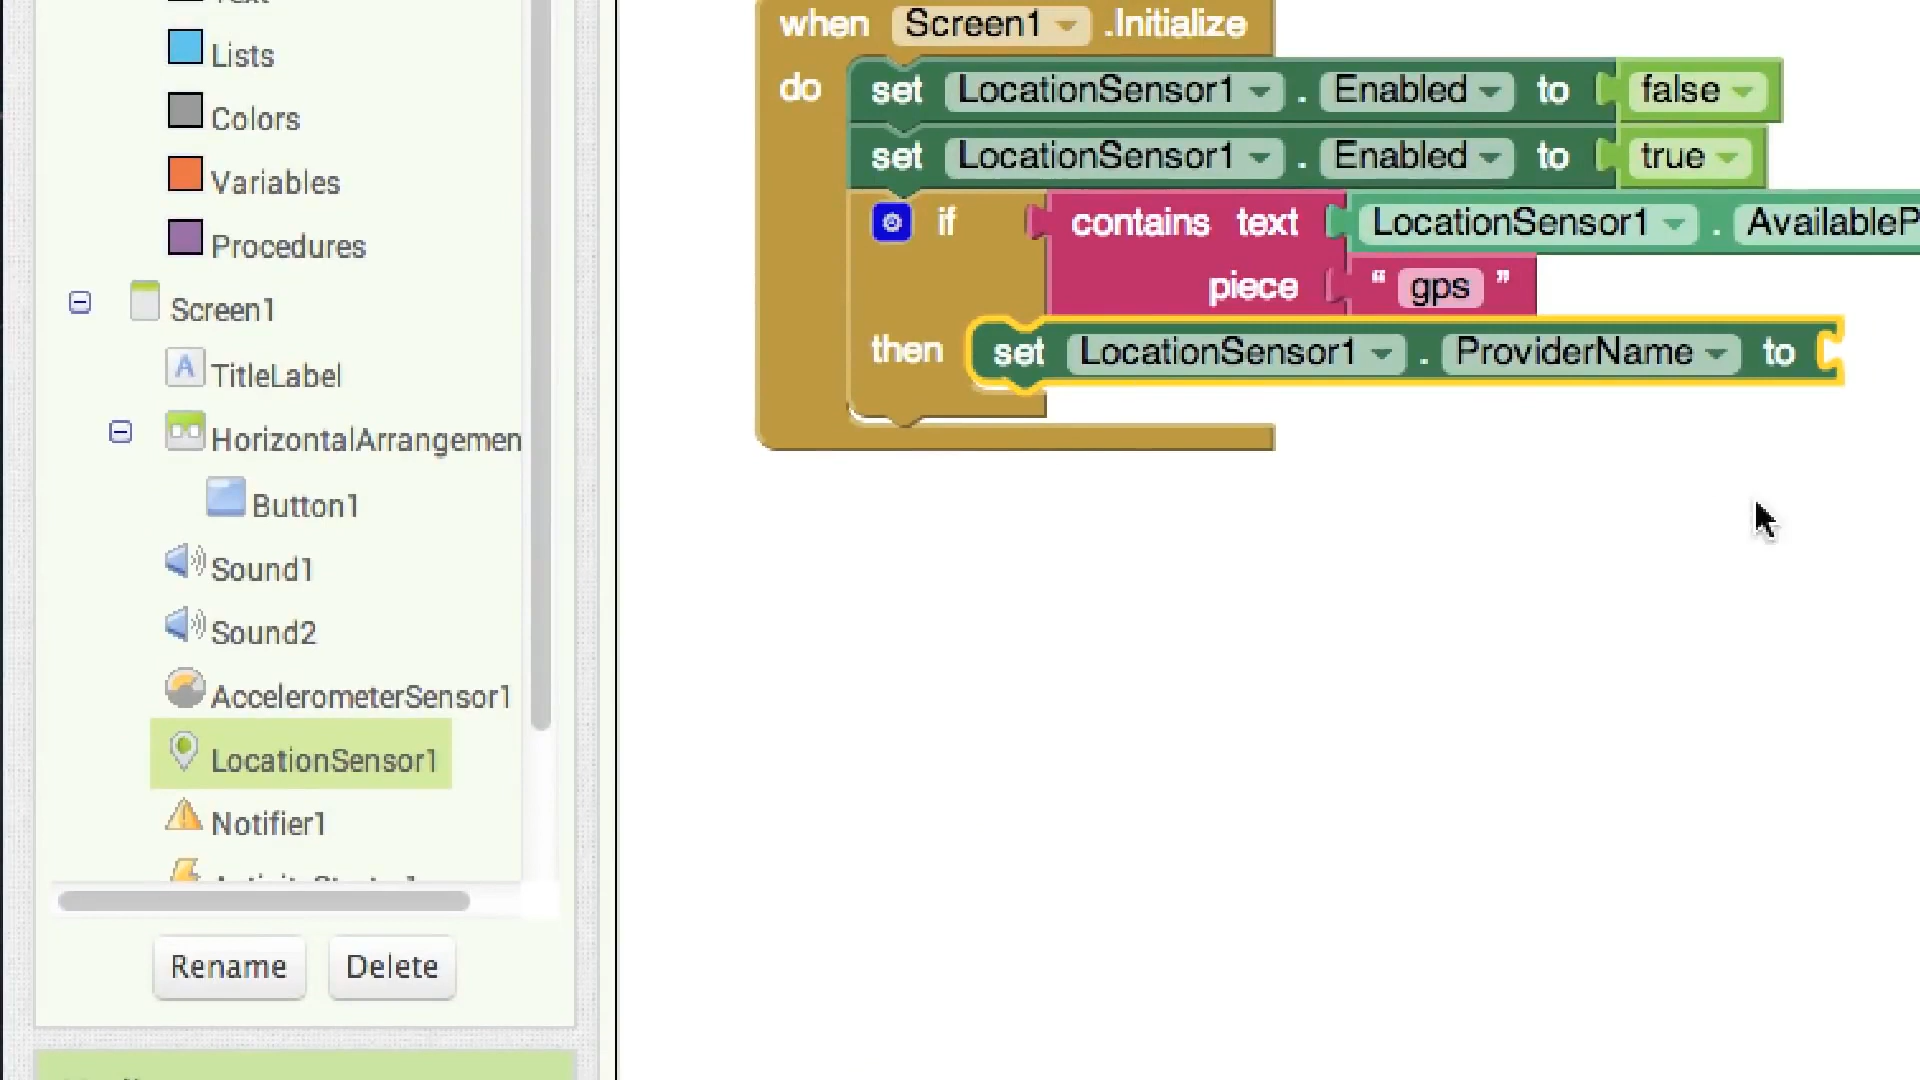 Lists
Colors
Variables
Procedures
Screen1
TitleLabel
HorizontalArrangemen
Button1
Sound1
Sound2
AccelerometerSensor1
LocationSensor1
Notifier1
Rename Delete
when Screen1 .Initialize
do set LocationSensor1 . Enabled to false
set LocationSensor1 . Enabled to true
if contains text LocationSensor1 . AvailableP
piece “ gps ”
then set LocationSensor1 . ProviderName to